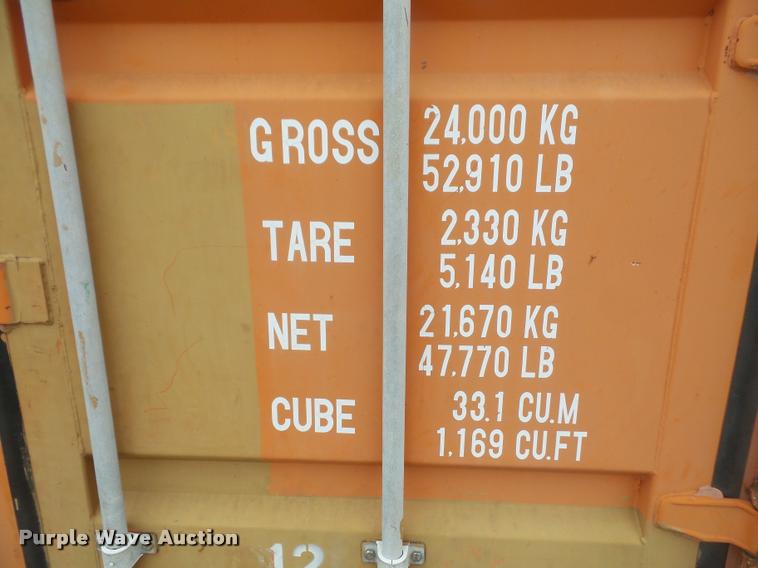 GROSS 24,000 KG
52,910 LB
TARE 2,330 KG
5,140 LB
NET 21,670 KG
47,770 LB
CUBE 33.1 CU.M
1,169 CU.FT
12
Purple Wave Auction